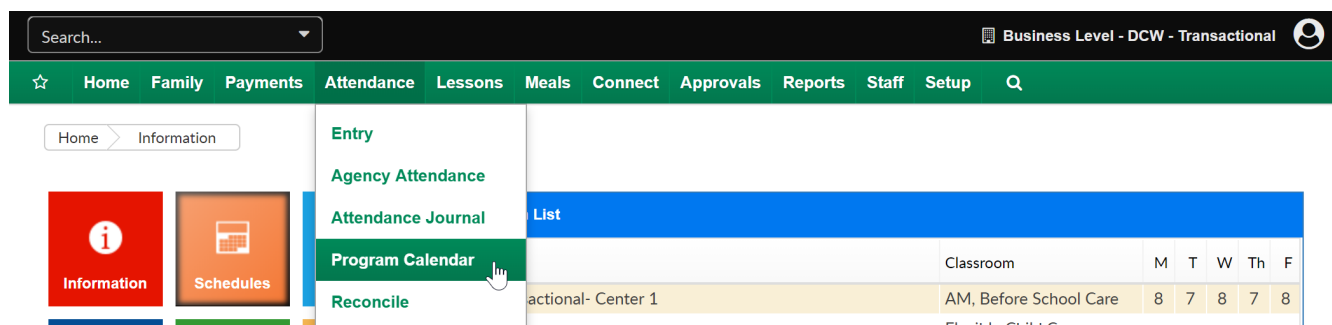 Search...
Business Level - DCW - Transactional
Home Family Payments Attendance Lessons Meals Connect Approvals Reports Staff Setup
Home Information
Entry
Agency Attendance
Attendance Journal
Program Calendar
Reconcile
Information
Schedules
List
Classroom M T W Th F
actional- Center 1 AM, Before School Care 8 7 8 7 8